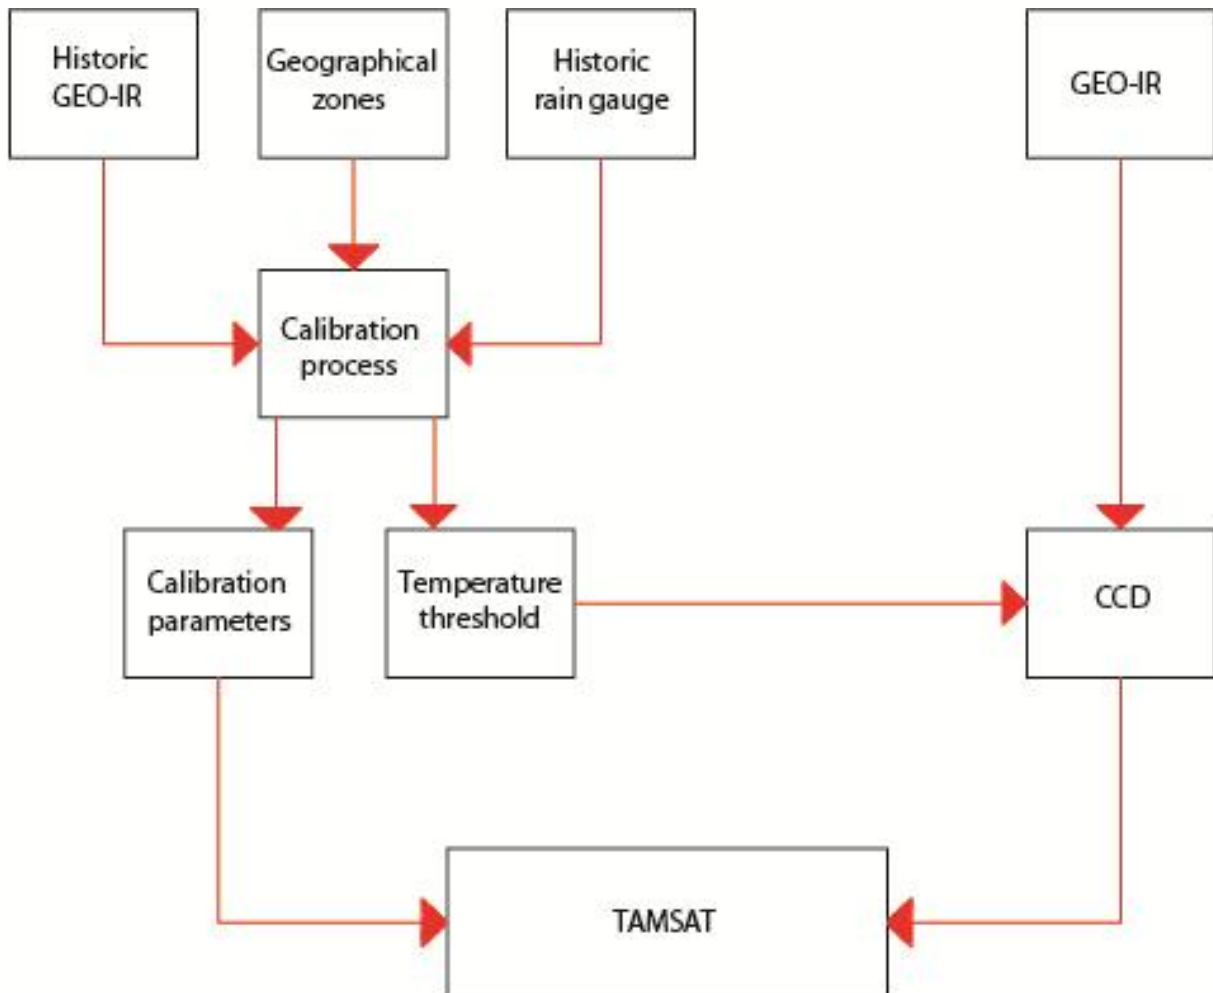 Historic
GEO-IR
Geographical
zones
Historic
rain gauge
GEO-IR
Calibration
process
Calibration
parameters
Temperature
threshold
CCD
TAMSAT